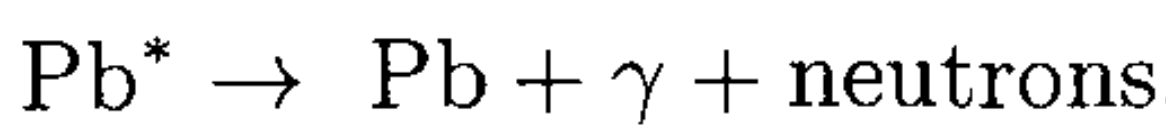 Pb* → Pb + γ + neutrons.